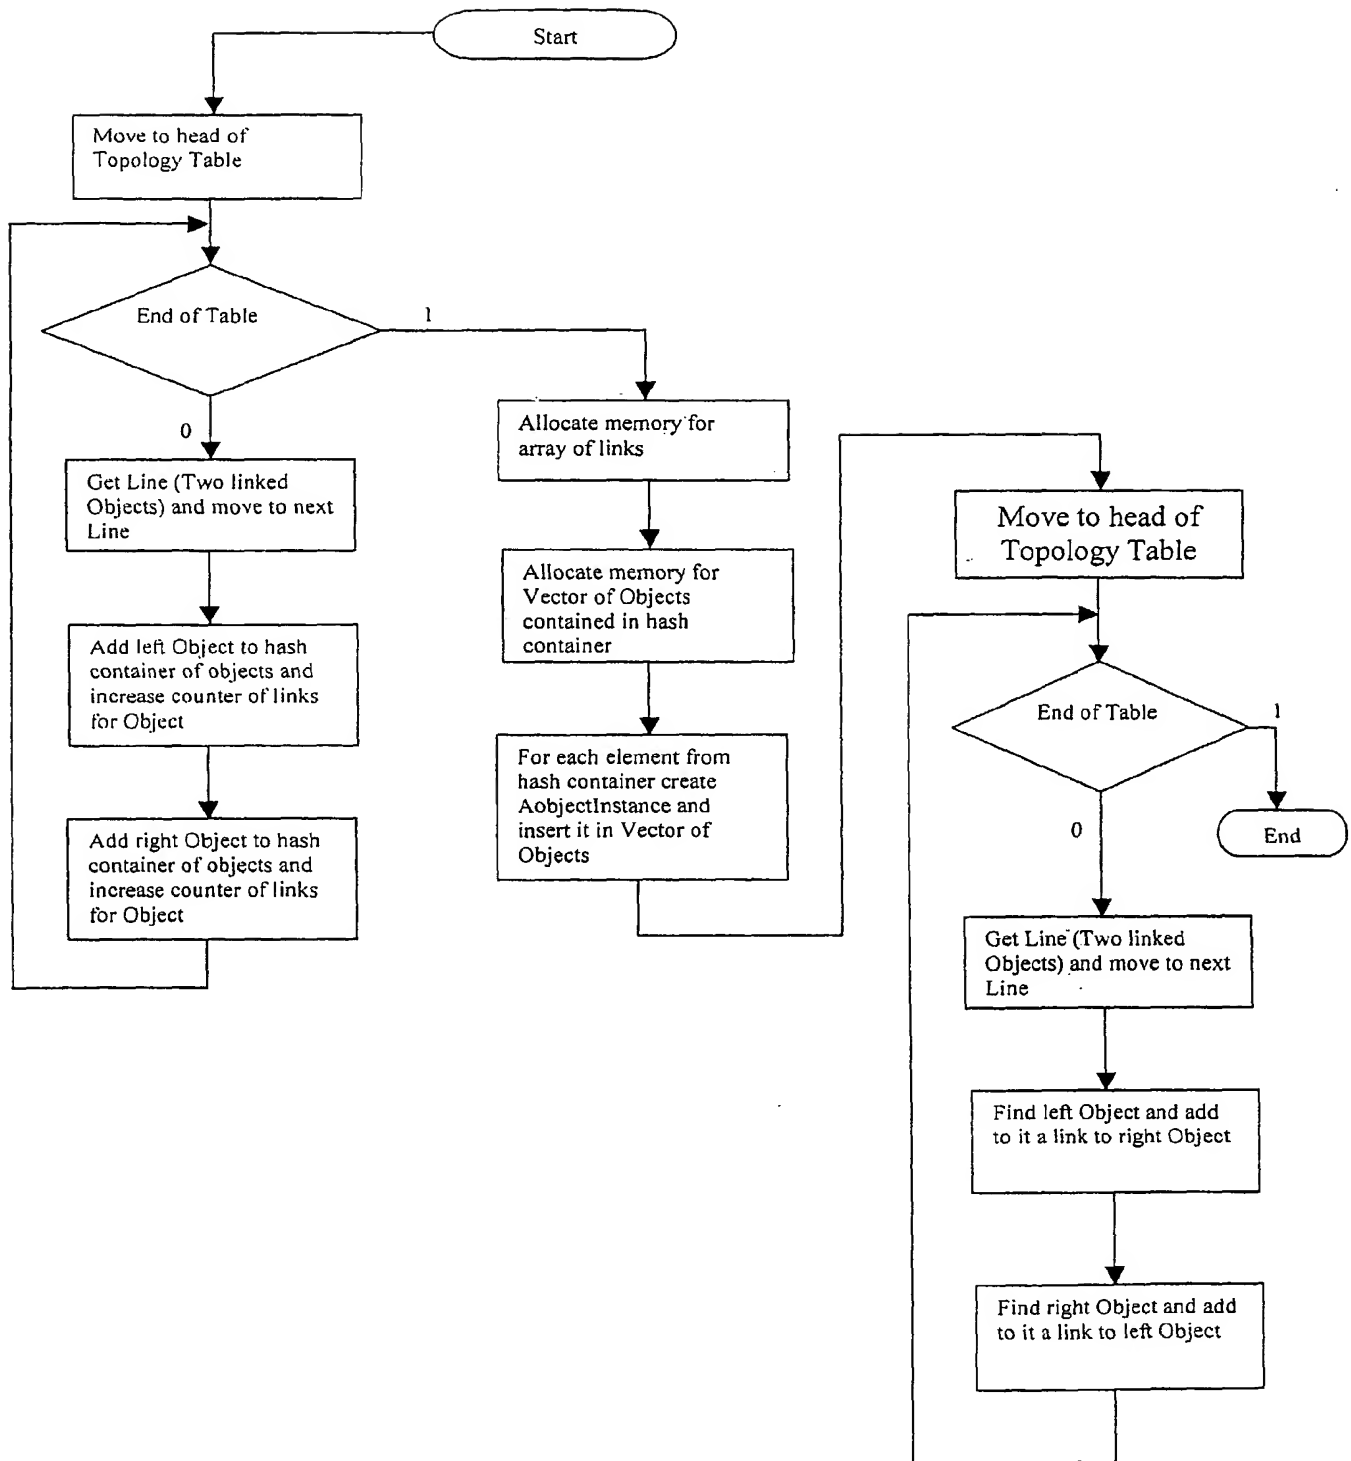 Start
Move to head of
Topology Table
End of Table
1
0
Get Line (Two linked
Objects) and move to next
Line
Add left Object to hash
container of objects and
increase counter of links
for Object
Add right Object to hash
container of objects and
increase counter of links
for Object
Allocate memory for
array of links
Allocate memory for
Vector of Objects
contained in hash
container
For each element from
hash container create
AobjectInstance and
insert it in Vector of
Objects
Move to head of
Topology Table
End of Table
1
End
0
Get Line (Two linked
Objects) and move to next
Line
Find left Object and add
to it a link to right Object
Find right Object and add
to it a link to left Object